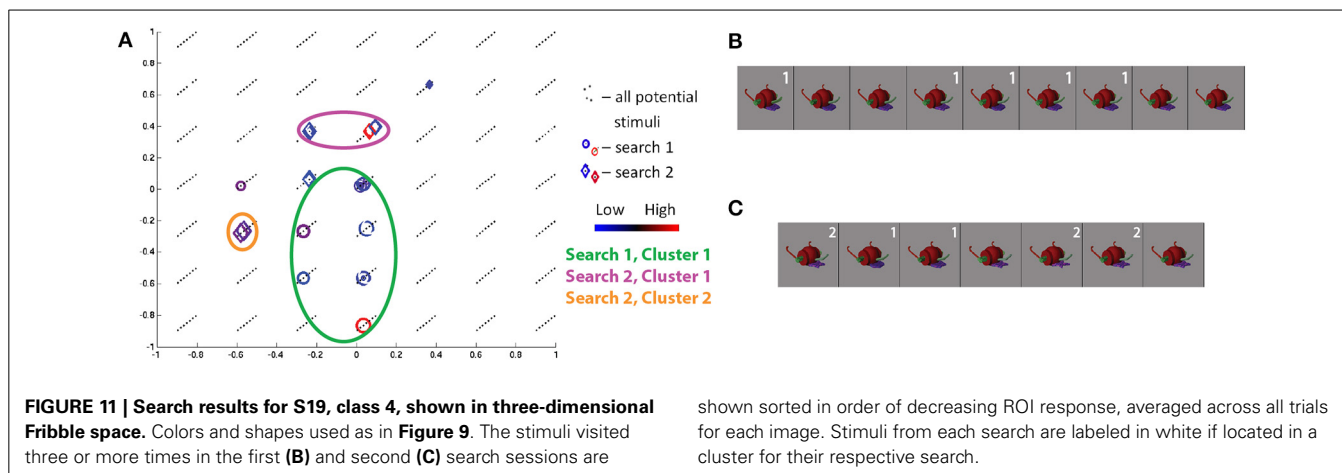 A
1
0.8
0.6
0.4
0.2
0
-0.2
-0.4
-0.6
-0.8
-1
-1 -0.8 -0.6 -0.4 -0.2 0 0.2 0.4 0.6 0.8 1
– all potential
stimuli
– search 1
– search 2
Low High
Search 1, Cluster 1
Search 2, Cluster 1
Search 2, Cluster 2
B
1 1 1 1 1
C
2 1 1 2 2
FIGURE 11 | Search results for S19, class 4, shown in three-dimensional
Fribble space. Colors and shapes used as in Figure 9. The stimuli visited
three or more times in the first (B) and second (C) search sessions are
shown sorted in order of decreasing ROI response, averaged across all trials
for each image. Stimuli from each search are labeled in white if located in a
cluster for their respective search.